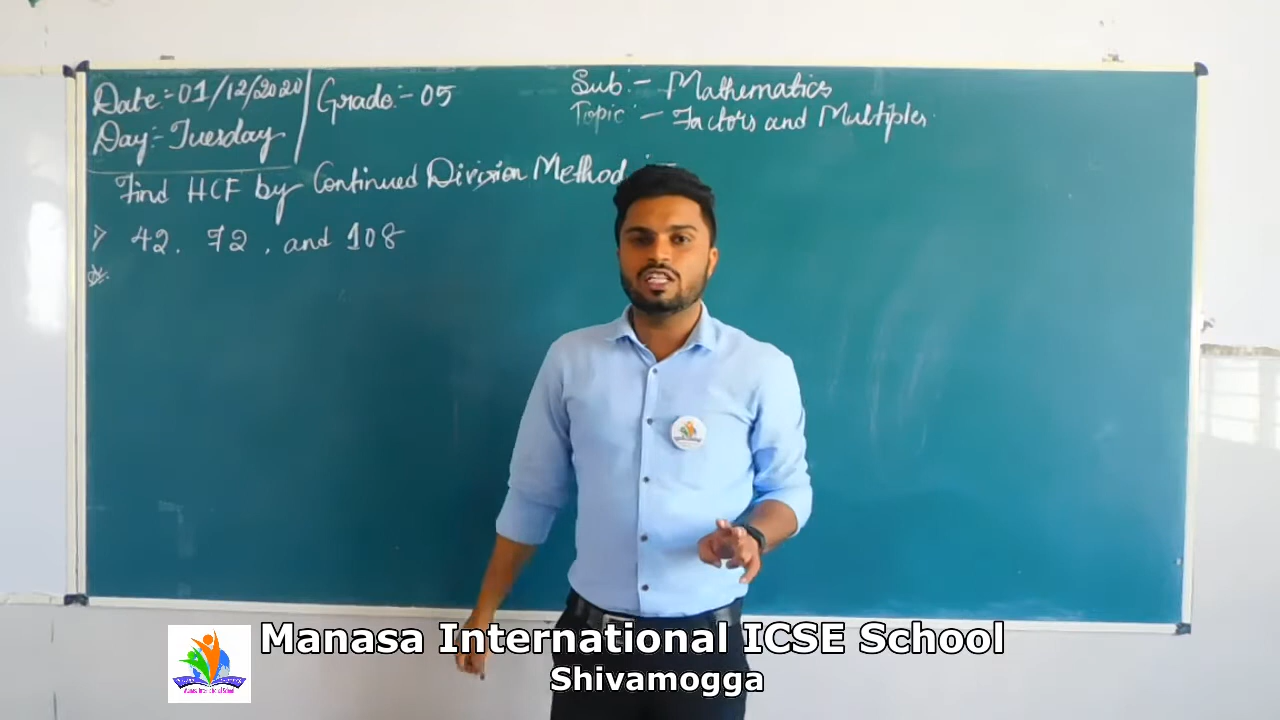 Date:-01/12/2020
Day:-Tuesday
Grade:-05
Sub:- Mathematics
Topic:- Factors and Multiples.
Find HCF by Continued Division Method :-
1> 42, 72, and 108
Manasa International ICSE School
Shivamogga